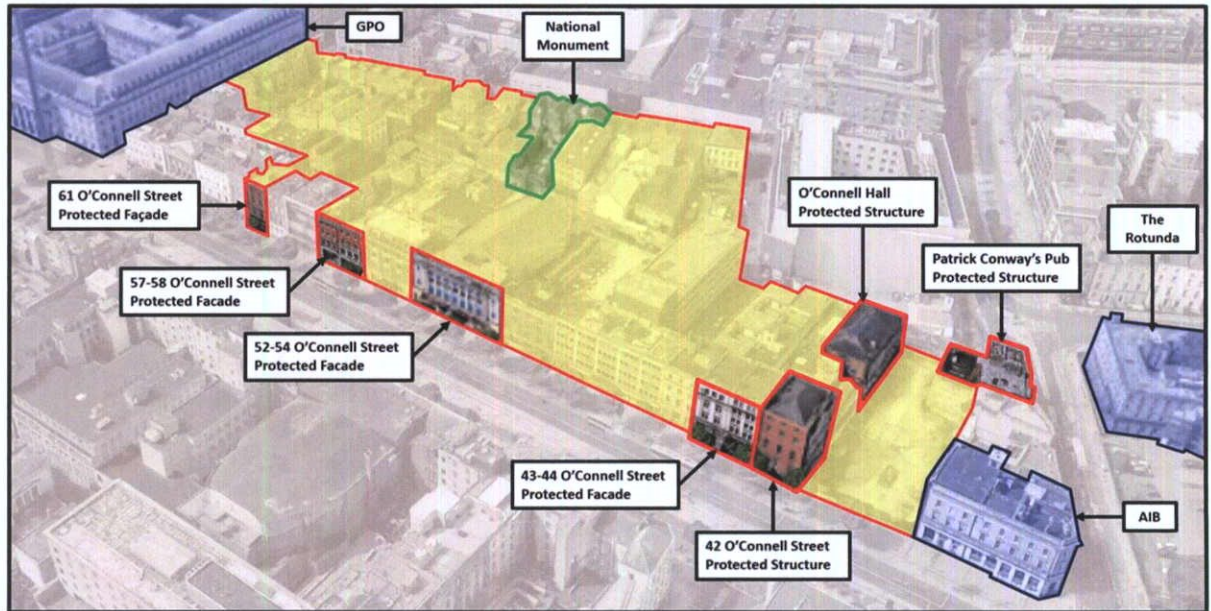 GPO
National
Monument
61 O'Connell Street
Protected Façade
O'Connell Hall
Protected Structure
The
Rotunda
Patrick Conway's Pub
Protected Structure
57-58 O'Connell Street
Protected Facade
52-54 O'Connell Street
Protected Facade
43-44 O'Connell Street
Protected Facade
AIB
42 O'Connell Street
Protected Structure